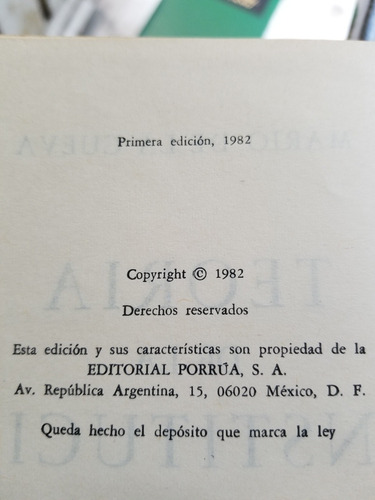 Primera edición, 1982
Copyright © 1982
Derechos reservados
Esta edición y sus características son propiedad de la
EDITORIAL PORRÚA, S. A.
Av. República Argentina, 15, 06020 México, D. F.
Queda hecho el depósito que marca la ley